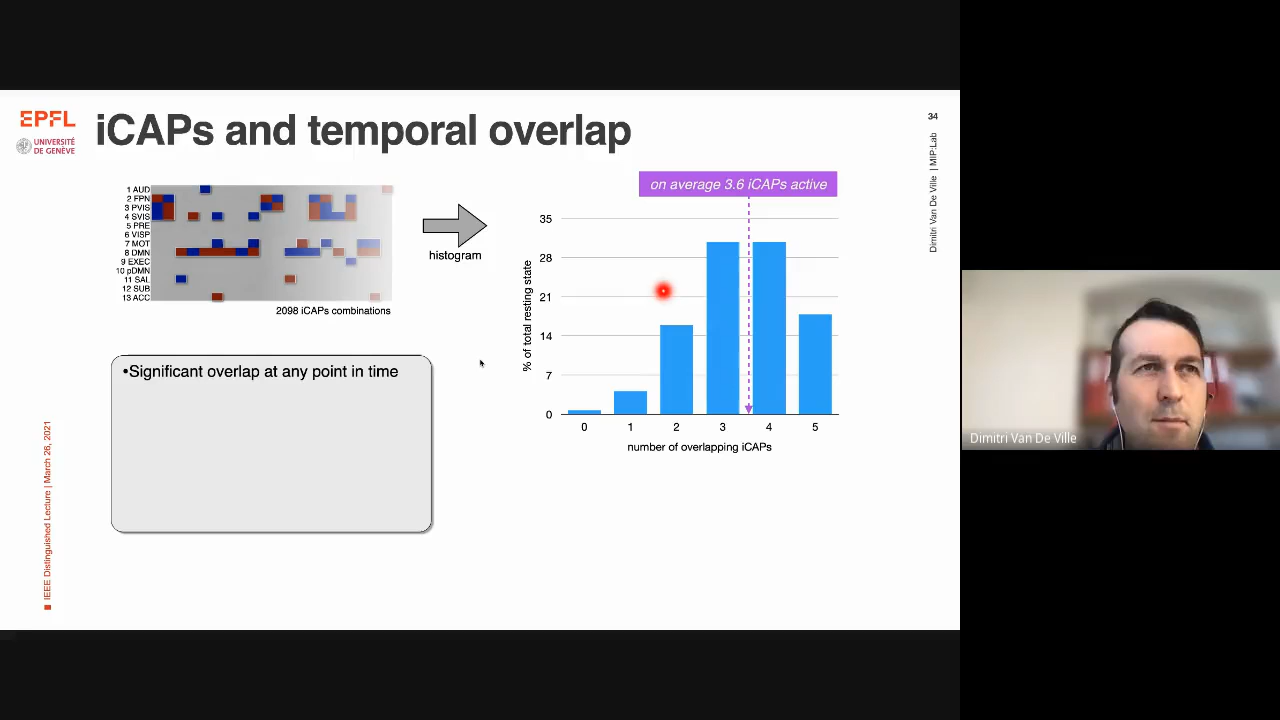 EPFL
UNIVERSITÉ
DE GENÈVE
iCAPs and temporal overlap
34
Dimitri Van De Ville | MIP:Lab
1 AUD
2 FPN
3 PVIS
4 SVIS
5 PRE
6 VISP
7 MOT
8 DMN
9 EXEC
10 pDMN
11 SAL
12 SUB
13 ACC
2098 iCAPs combinations
histogram
on average 3.6 iCAPs active
% of total resting state
35
28
21
14
7
0
0 1 2 3 4 5
number of overlapping iCAPs
•Significant overlap at any point in time
IEEE Distinguished Lecture | March 26, 2021
Dimitri Van De Ville